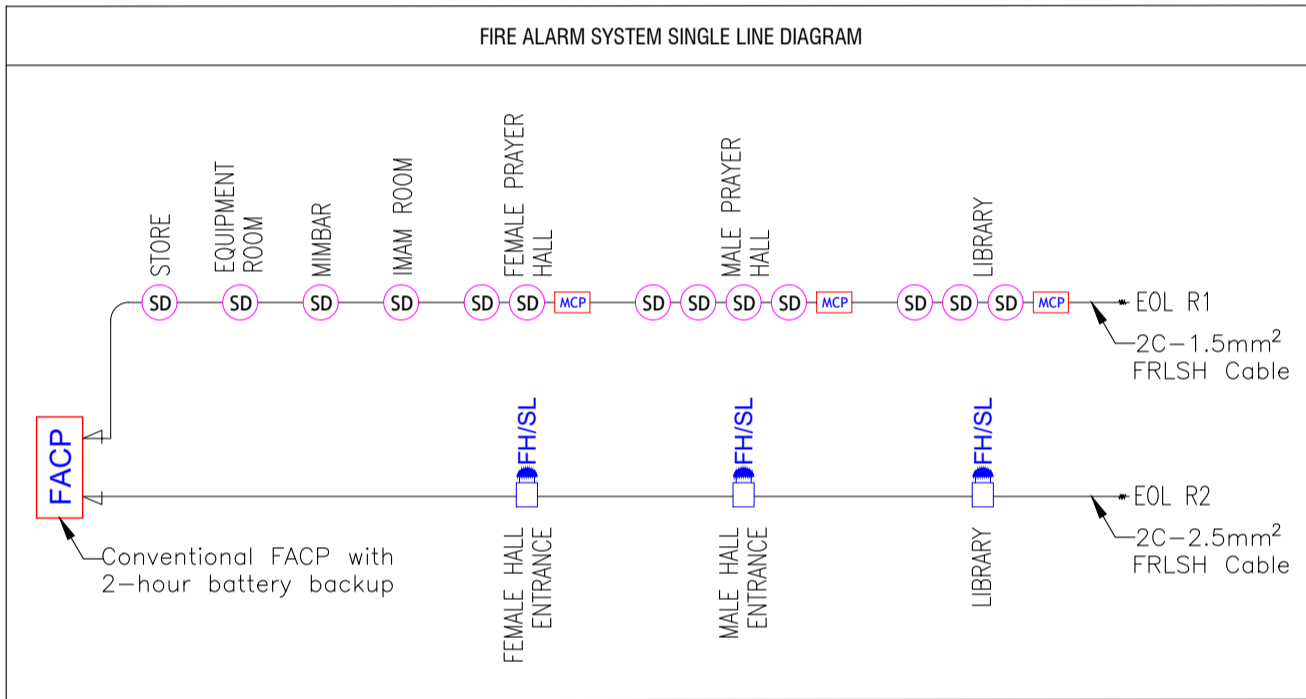 FIRE ALARM SYSTEM SINGLE LINE DIAGRAM
STORE
EQUIPMENT
ROOM
MIMBAR
IMAM ROOM
FEMALE PRAYER
HALL
MALE PRAYER
HALL
LIBRARY
SD
SD
SD
SD
SD
SD
MCP
SD
SD
SD
SD
MCP
SD
SD
SD
MCP
EOL R1
2C-1.5mm²
FRLSH Cable
FACP
FH/SL
FH/SL
FH/SL
EOL R2
2C-2.5mm²
FRLSH Cable
Conventional FACP with
2-hour battery backup
FEMALE HALL
ENTRANCE
MALE HALL
ENTRANCE
LIBRARY